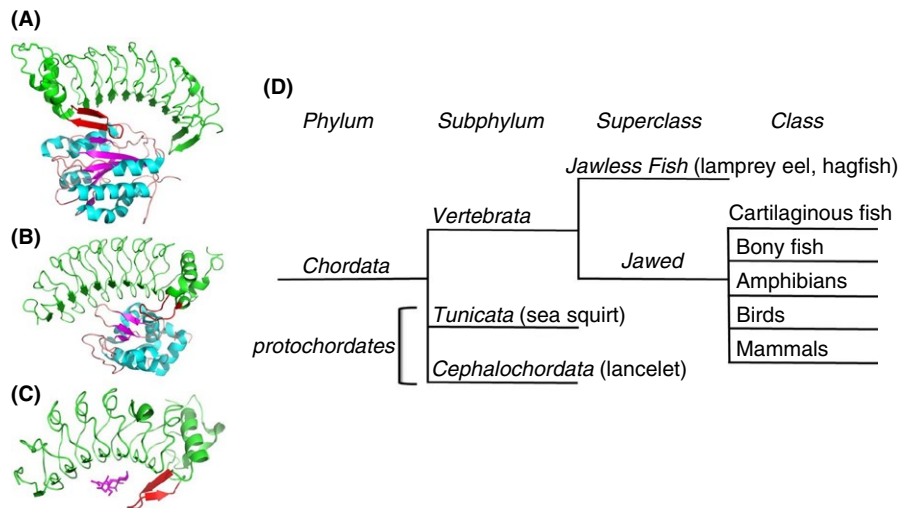 (A)
(B)
(C)
(D)
Phylum Subphylum Superclass Class
Jawless Fish (lamprey eel, hagfish)
Vertebrata
Cartilaginous fish
Bony fish
Chordata
Jawed
Amphibians
Tunicata (sea squirt)
Birds
protochordates
Mammals
Cephalochordata (lancelet)